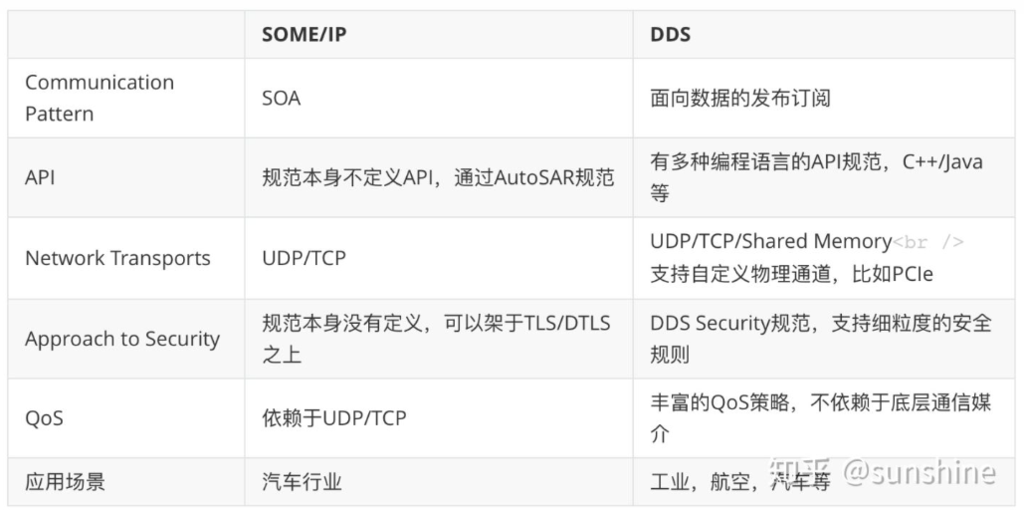 SOME/IP
DDS
Communication
Pattern
SOA
面向数据的发布订阅
API
规范本身不定义API，通过AutoSAR规范
有多种编程语言的API规范，C++/Java
等
Network Transports
UDP/TCP
UDP/TCP/Shared Memory<br />
支持自定义物理通道，比如PCIe
Approach to Security
规范本身没有定义，可以架于TLS/DTLS
之上
DDS Security规范，支持细粒度的安全
规则
QoS
依赖于UDP/TCP
丰富的QoS策略，不依赖于底层通信媒
介
应用场景
汽车行业
工业，航空，汽车等
知乎 @sunshine